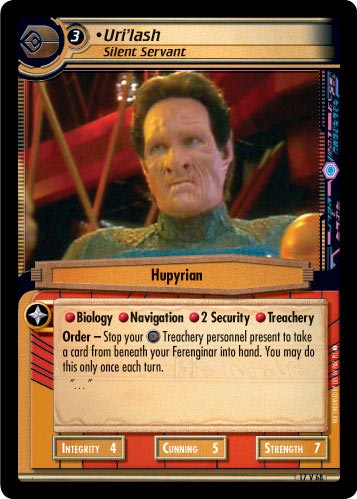 3 •Uri'lash
Silent Servant
Hupyrian
Biology Navigation 2 Security Treachery
Order – Stop your Treachery personnel present to take
a card from beneath your Ferenginar into hand. You may do
this only once each turn.
"..."
INTEGRITY 4 CUNNING 5 STRENGTH 7
17 V 68